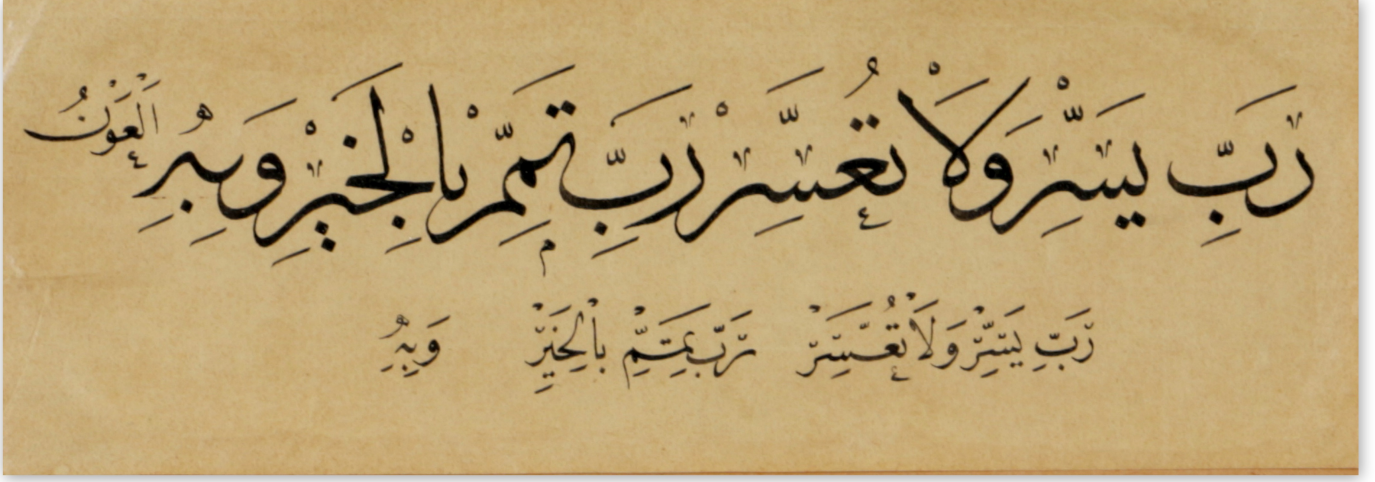 رَبِّ يَسِّرْ وَلَا تُعَسِّرْ رَبِّ تَمِّمْ بِالْخَيْرِ وَبِهِ الْعَوْنُ
رَبِّ يَسِّرْ وَلَا تُعَسِّرْ رَبِّ تَمِّمْ بِالْخَيْرِ وَبِهِ